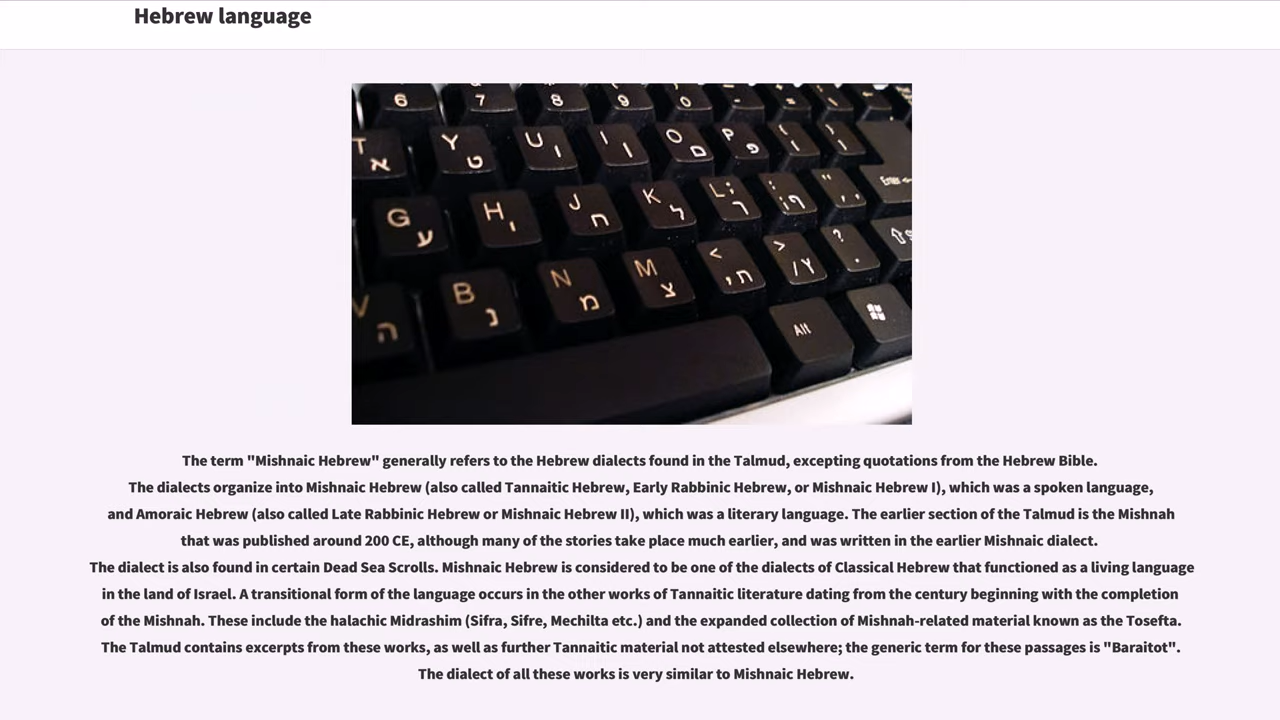 Hebrew language
6 7 8 9 0 - = \
T א Y ט U ו I ן O ם P פ
G ע H י J ח K ל L ך : ; ף " ,
V ה B נ N מ M צ < ת , > ץ / ? .
Enter
Alt
The term "Mishnaic Hebrew" generally refers to the Hebrew dialects found in the Talmud, excepting quotations from the Hebrew Bible.
The dialects organize into Mishnaic Hebrew (also called Tannaitic Hebrew, Early Rabbinic Hebrew, or Mishnaic Hebrew I), which was a spoken language,
and Amoraic Hebrew (also called Late Rabbinic Hebrew or Mishnaic Hebrew II), which was a literary language. The earlier section of the Talmud is the Mishnah
that was published around 200 CE, although many of the stories take place much earlier, and was written in the earlier Mishnaic dialect.
The dialect is also found in certain Dead Sea Scrolls. Mishnaic Hebrew is considered to be one of the dialects of Classical Hebrew that functioned as a living language
in the land of Israel. A transitional form of the language occurs in the other works of Tannaitic literature dating from the century beginning with the completion
of the Mishnah. These include the halachic Midrashim (Sifra, Sifre, Mechilta etc.) and the expanded collection of Mishnah-related material known as the Tosefta.
The Talmud contains excerpts from these works, as well as further Tannaitic material not attested elsewhere; the generic term for these passages is "Baraitot".
The dialect of all these works is very similar to Mishnaic Hebrew.